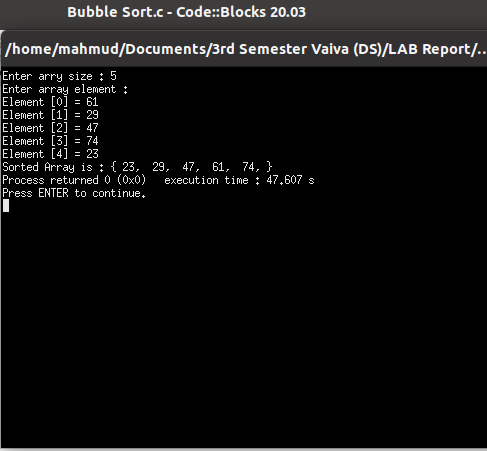 Bubble Sort.c - Code::Blocks 20.03
/home/mahmud/Documents/3rd Semester Vaiva (DS)/LAB Report/...
Enter arry size : 5
Enter array element :
Element [0] = 61
Element [1] = 29
Element [2] = 47
Element [3] = 74
Element [4] = 23
Sorted Array is : { 23,  29,  47,  61,  74, }
Process returned 0 (0x0)   execution time : 47.607 s
Press ENTER to continue.